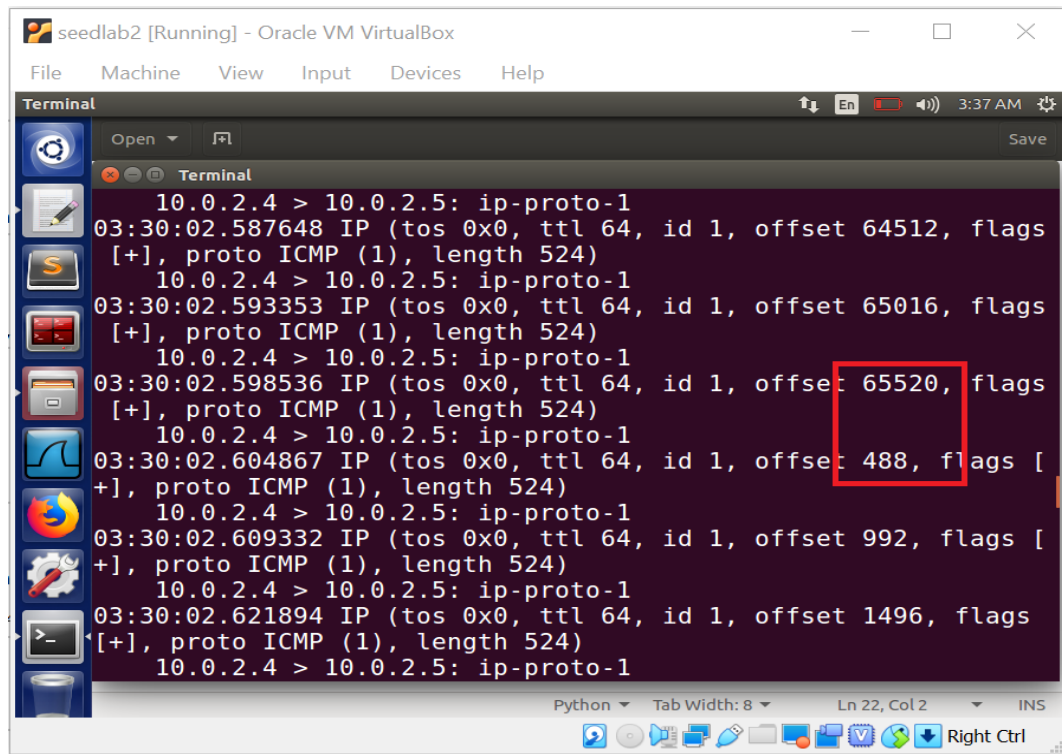 seedlab2 [Running] - Oracle VM VirtualBox
File Machine View Input Devices Help
Terminal En 3:37 AM
Open Save
Terminal
10.0.2.4 > 10.0.2.5: ip-proto-1
03:30:02.587648 IP (tos 0x0, ttl 64, id 1, offset 64512, flags
[+], proto ICMP (1), length 524)
10.0.2.4 > 10.0.2.5: ip-proto-1
03:30:02.593353 IP (tos 0x0, ttl 64, id 1, offset 65016, flags
[+], proto ICMP (1), length 524)
10.0.2.4 > 10.0.2.5: ip-proto-1
03:30:02.598536 IP (tos 0x0, ttl 64, id 1, offset 65520, flags
[+], proto ICMP (1), length 524)
10.0.2.4 > 10.0.2.5: ip-proto-1
03:30:02.604867 IP (tos 0x0, ttl 64, id 1, offset 488, flags [
+], proto ICMP (1), length 524)
10.0.2.4 > 10.0.2.5: ip-proto-1
03:30:02.609332 IP (tos 0x0, ttl 64, id 1, offset 992, flags [
+], proto ICMP (1), length 524)
10.0.2.4 > 10.0.2.5: ip-proto-1
03:30:02.621894 IP (tos 0x0, ttl 64, id 1, offset 1496, flags
[+], proto ICMP (1), length 524)
10.0.2.4 > 10.0.2.5: ip-proto-1
Python Tab Width: 8 Ln 22, Col 2 INS
Right Ctrl